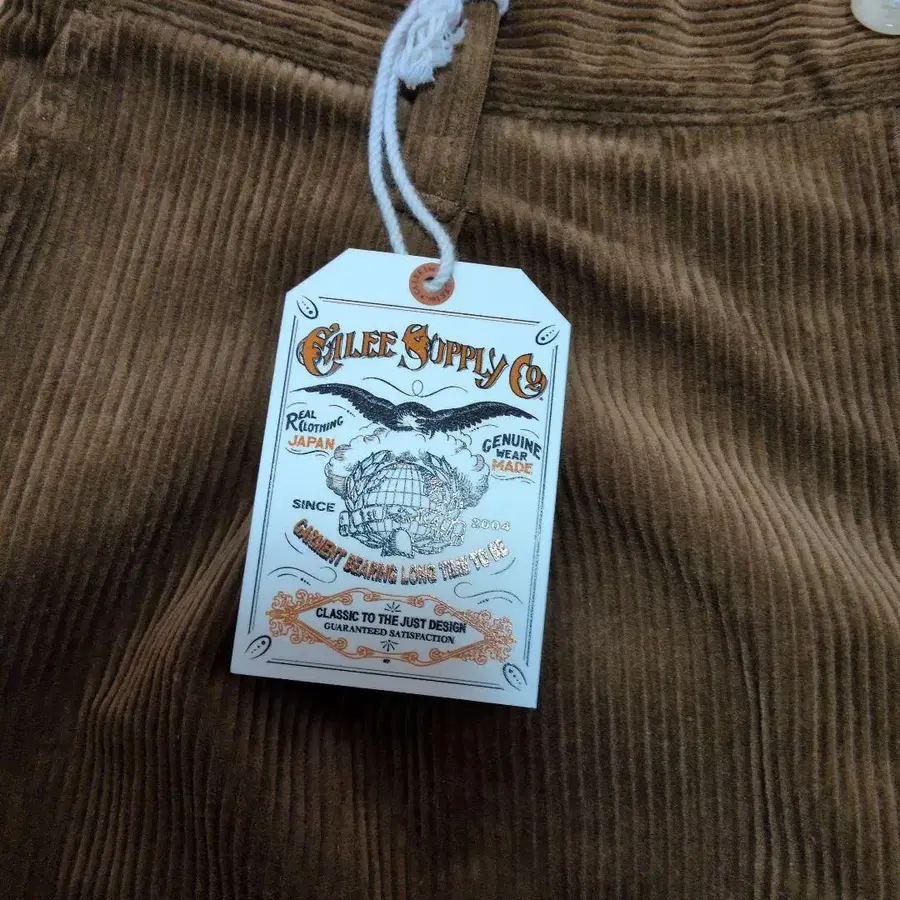 CALEE SUPPLY CO.
REAL
CLOTHING
JAPAN
GENUINE
WEAR
MADE
SINCE 2004
GARMENT BEARING LONG TIME TO BE
CLASSIC TO THE JUST DESIGN
GUARANTEED SATISFACTION